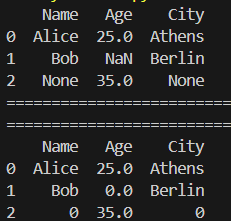 Name   Age    City
0  Alice  25.0  Athens
1    Bob   NaN  Berlin
2   None  35.0    None
==============================
==============================
    Name   Age    City
0  Alice  25.0  Athens
1    Bob   0.0  Berlin
2      0  35.0       0